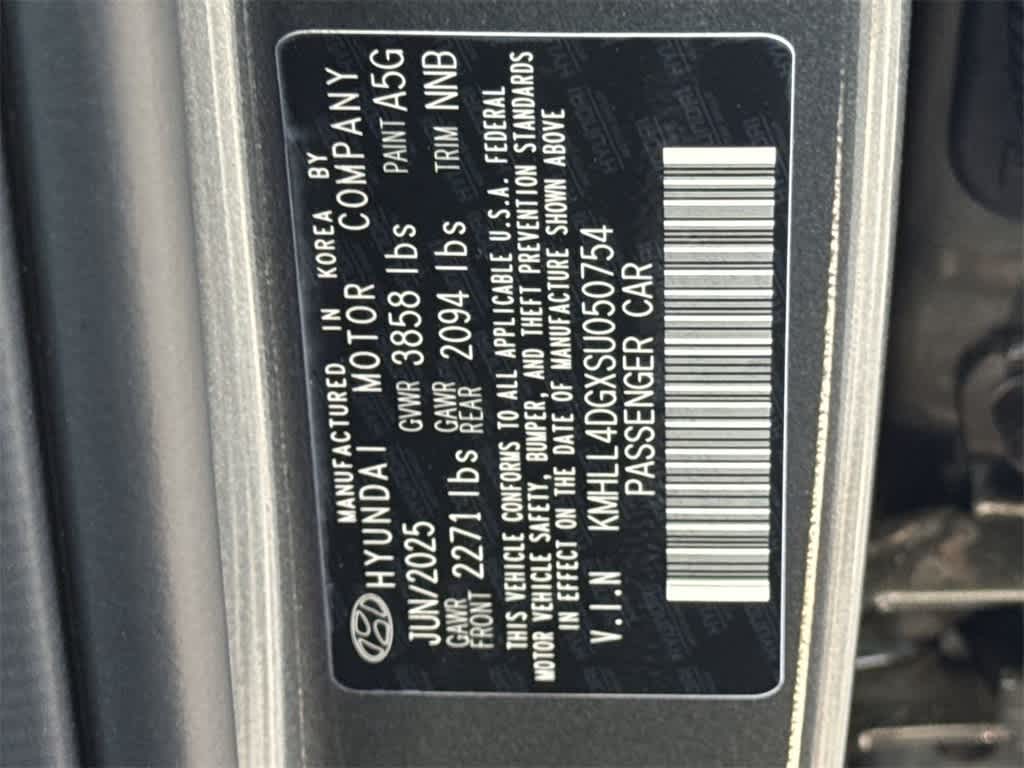 MANUFACTURED IN KOREA BY
HYUNDAI MOTOR COMPANY
JUN/2025 GVWR 3858 lbs PAINT A5G
GAWR FRONT 2271 lbs GAWR REAR 2094 lbs TRIM NNB
THIS VEHICLE CONFORMS TO ALL APPLICABLE U.S.A. FEDERAL
MOTOR VEHICLE SAFETY, BUMPER, AND THEFT PREVENTION STANDARDS
IN EFFECT ON THE DATE OF MANUFACTURE SHOWN ABOVE
V.I.N KMHLL4DGXSU050754
PASSENGER CAR